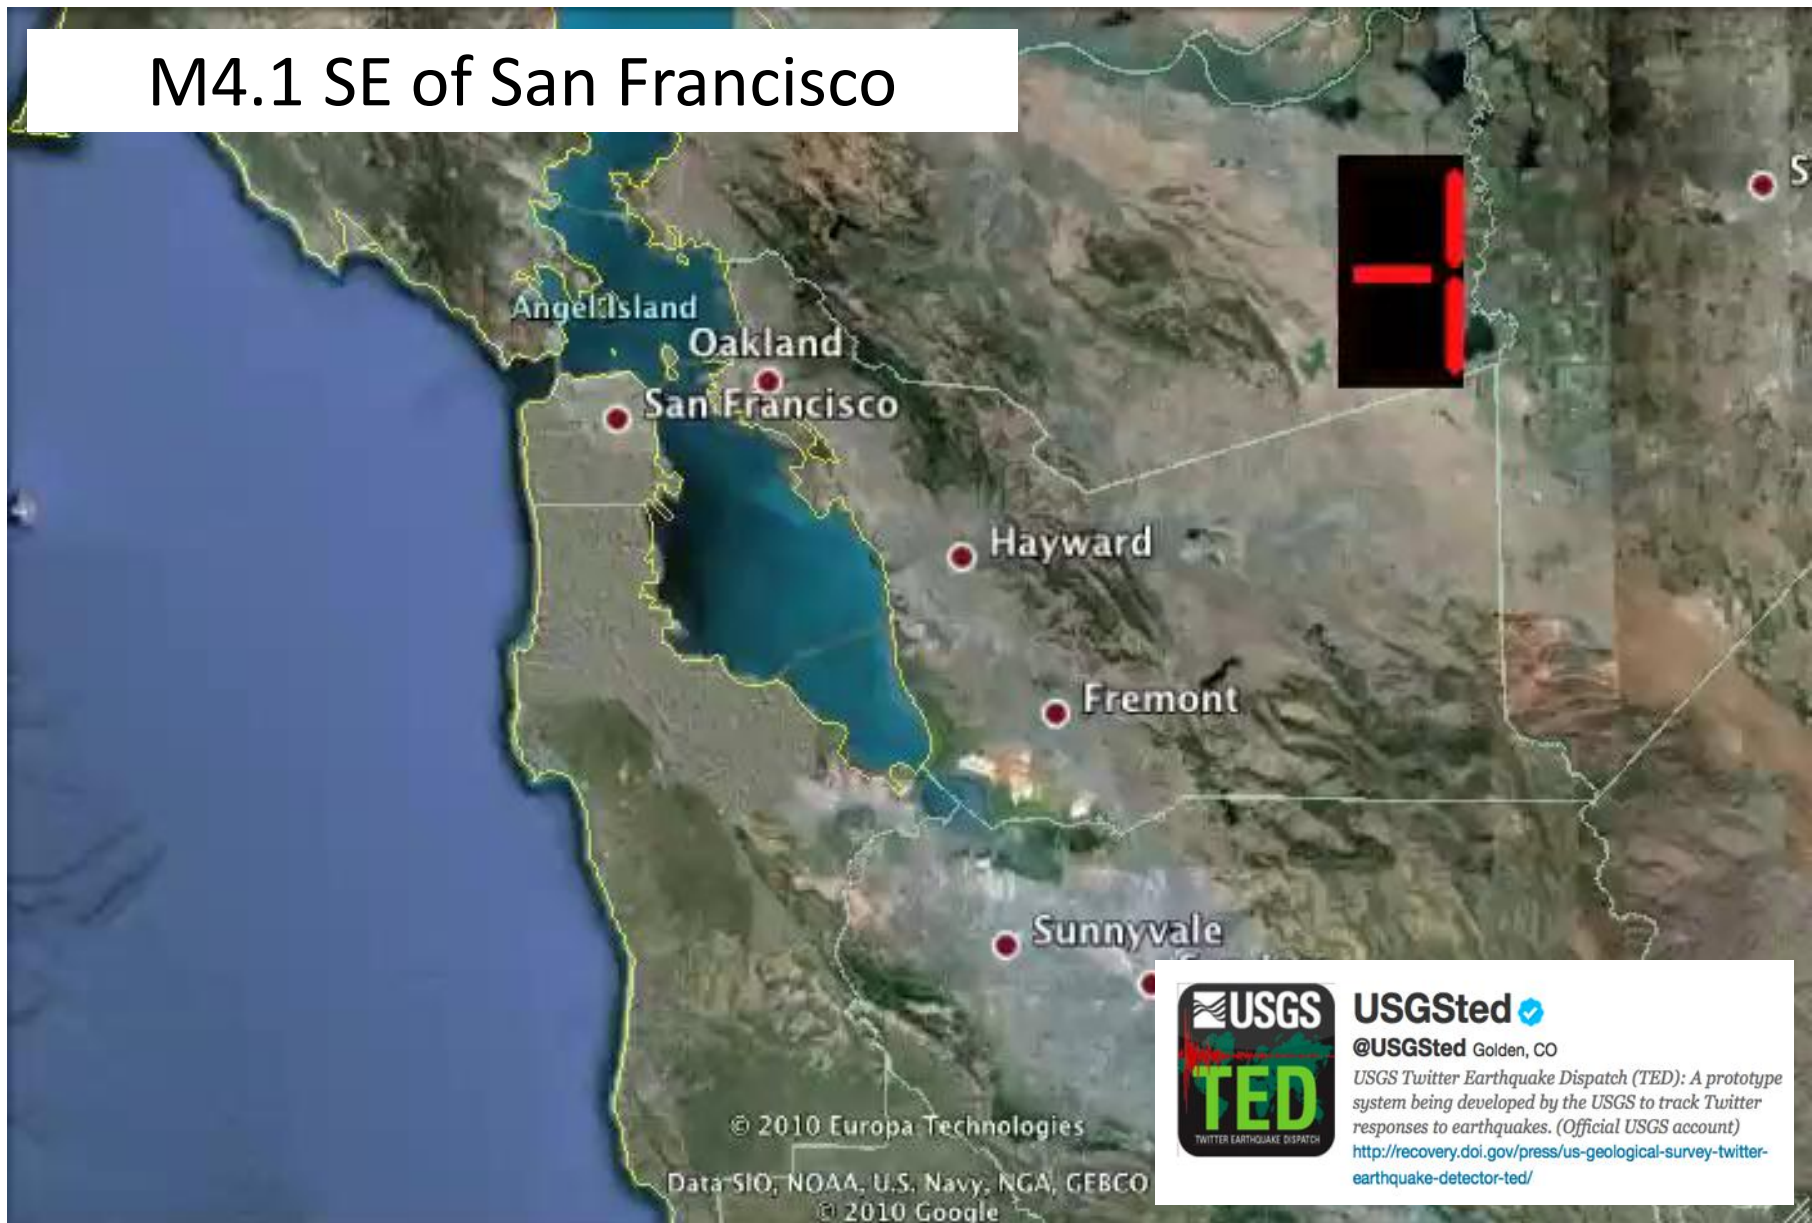 M4.1 SE of San Francisco
-1
S
Angel Island
Oakland
San Francisco
Hayward
Fremont
Sunnyvale
USGS
TED
TWITTER EARTHQUAKE DISPATCH
USGSted
@USGSted Golden, CO
USGS Twitter Earthquake Dispatch (TED): A prototype
system being developed by the USGS to track Twitter
responses to earthquakes. (Official USGS account)
http://recovery.doi.gov/press/us-geological-survey-twitter-
earthquake-detector-ted/
© 2010 Europa Technologies
Data SIO, NOAA, U.S. Navy, NGA, GEBCO
© 2010 Google